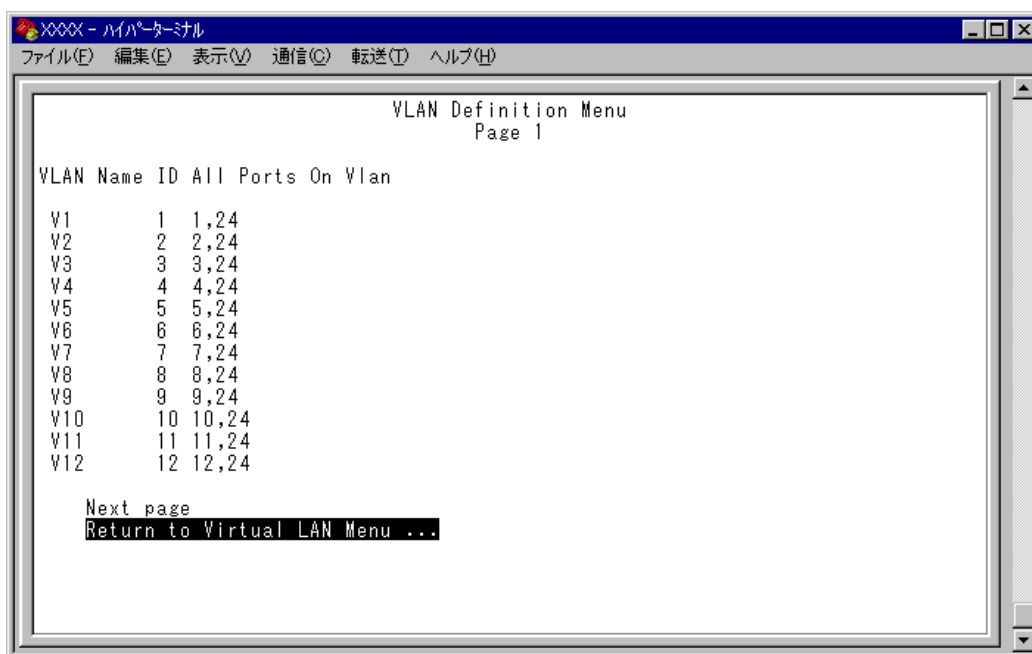 XXXX - ﾊｲﾊﾟｰﾀｰﾐﾅﾙ
ファイル(F) 編集(E) 表示(V) 通信(C) 転送(T) ヘルプ(H)
VLAN Definition Menu
Page 1
VLAN Name ID All Ports On Vlan
V1 1 1,24
V2 2 2,24
V3 3 3,24
V4 4 4,24
V5 5 5,24
V6 6 6,24
V7 7 7,24
V8 8 8,24
V9 9 9,24
V10 10 10,24
V11 11 11,24
V12 12 12,24
Next page
Return to Virtual LAN Menu ...